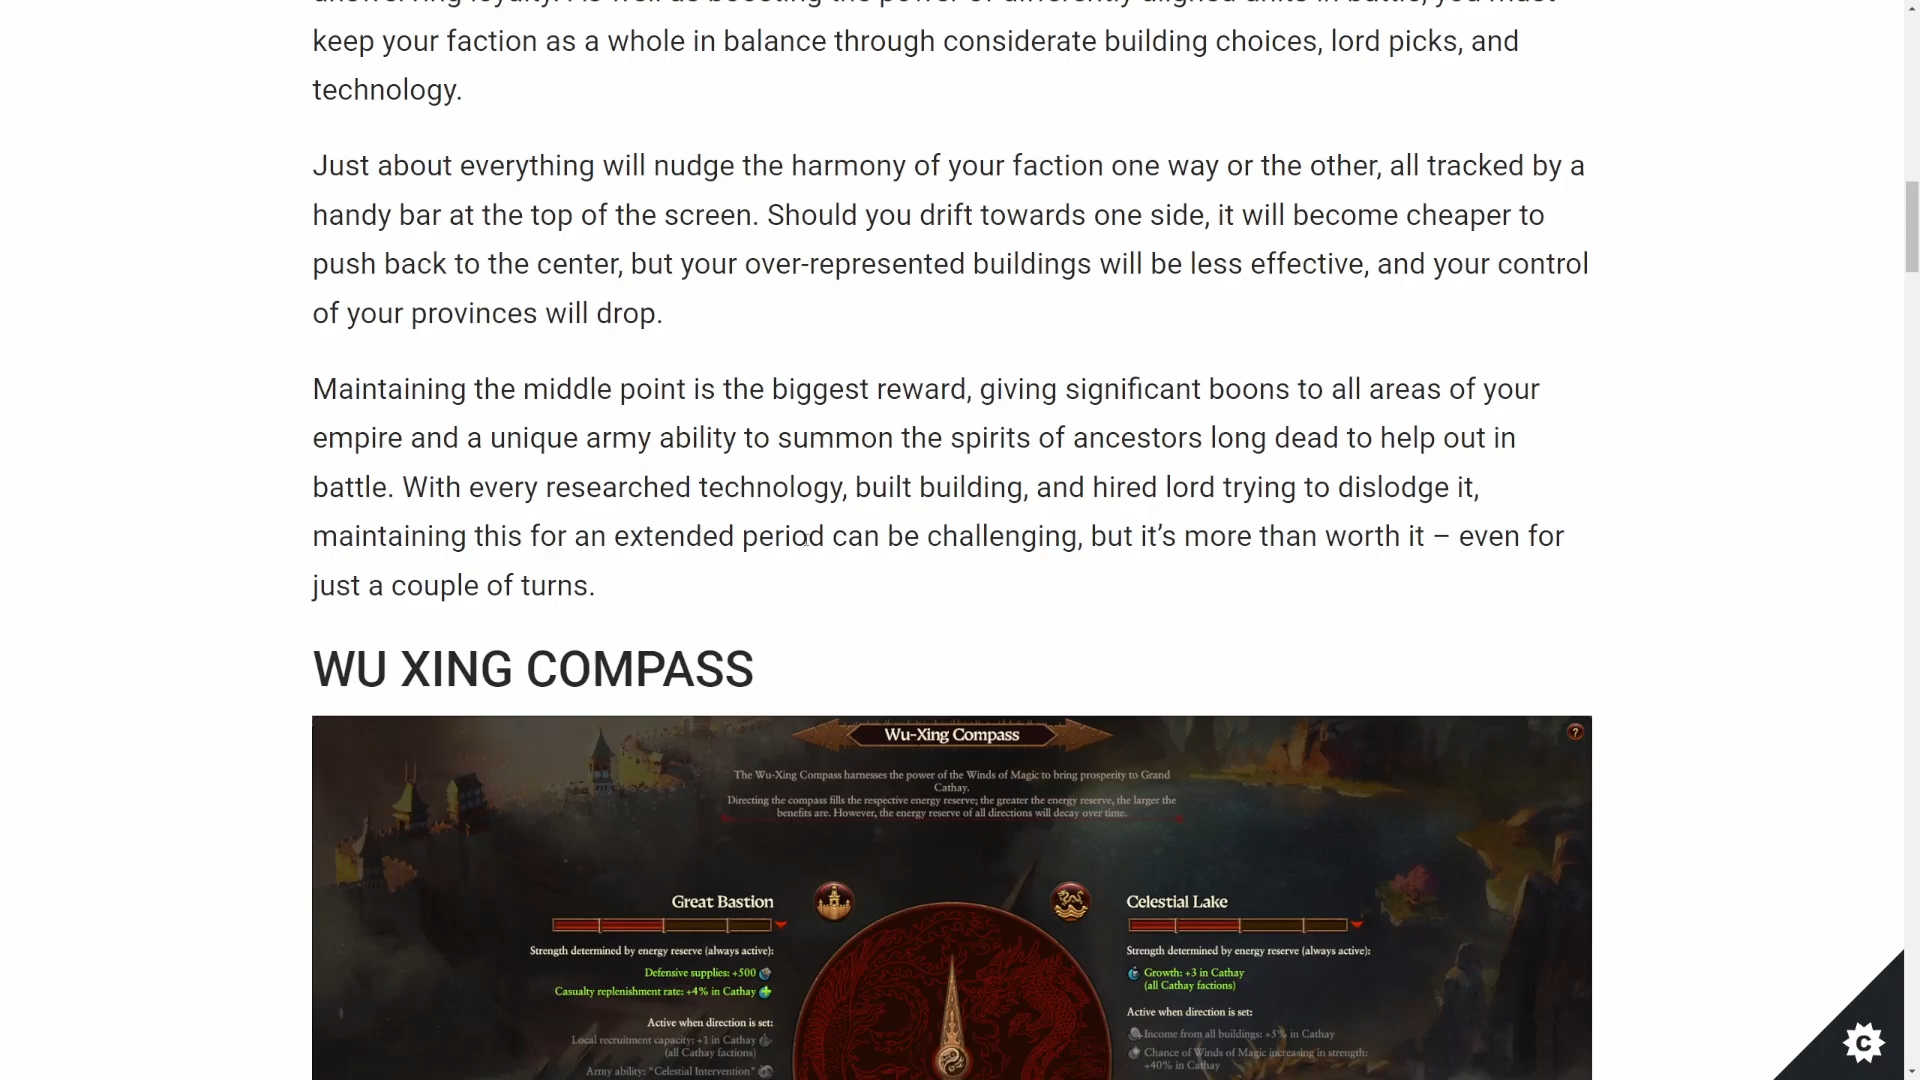 keep your faction as a whole in balance through considerate building choices, lord picks, and
technology.
Just about everything will nudge the harmony of your faction one way or the other, all tracked by a
handy bar at the top of the screen. Should you drift towards one side, it will become cheaper to
push back to the center, but your over-represented buildings will be less effective, and your control
of your provinces will drop.
Maintaining the middle point is the biggest reward, giving significant boons to all areas of your
empire and a unique army ability to summon the spirits of ancestors long dead to help out in
battle. With every researched technology, built building, and hired lord trying to dislodge it,
maintaining this for an extended period can be challenging, but it’s more than worth it – even for
just a couple of turns.
WU XING COMPASS
Wu-Xing Compass
?
The Wu-Xing Compass harnesses the power of the Winds of Magic to bring prosperity to Grand
Cathay.
Directing the compass fills the respective energy reserve; the greater the energy reserve, the larger the
benefits are. However, the energy reserve of all directions will decay over time.
Great Bastion
Strength determined by energy reserve (always active):
Defensive supplies: +500
Casualty replenishment rate: +4% in Cathay
Active when direction is set:
Local recruitment capacity: +1 in Cathay
(all Cathay factions)
Army ability: "Celestial Intervention"
Celestial Lake
Strength determined by energy reserve (always active):
Growth: +3 in Cathay
(all Cathay factions)
Active when direction is set:
Income from all buildings: +5% in Cathay
Chance of Winds of Magic increasing in strength:
+40% in Cathay
C